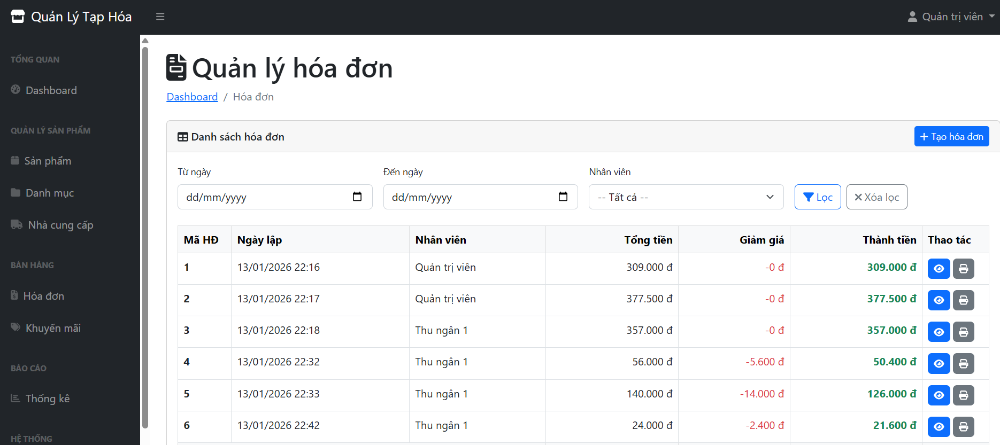 Quản Lý Tạp Hóa
Quản trị viên
TỔNG QUAN
Dashboard
QUẢN LÝ SẢN PHẨM
Sản phẩm
Danh mục
Nhà cung cấp
BÁN HÀNG
Hóa đơn
Khuyến mãi
BÁO CÁO
Thống kê
HỆ THỐNG
Quản lý hóa đơn
Dashboard / Hóa đơn
Danh sách hóa đơn
+ Tạo hóa đơn
Từ ngày Đến ngày Nhân viên
dd/mm/yyyy dd/mm/yyyy -- Tất cả -- Lọc Xóa lọc
Mã HĐ Ngày lập Nhân viên Tổng tiền Giảm giá Thành tiền Thao tác
1 13/01/2026 22:16 Quản trị viên 309.000 đ -0 đ 309.000 đ
2 13/01/2026 22:17 Quản trị viên 377.500 đ -0 đ 377.500 đ
3 13/01/2026 22:18 Thu ngân 1 357.000 đ -0 đ 357.000 đ
4 13/01/2026 22:32 Thu ngân 1 56.000 đ -5.600 đ 50.400 đ
5 13/01/2026 22:33 Thu ngân 1 140.000 đ -14.000 đ 126.000 đ
6 13/01/2026 22:42 Thu ngân 1 24.000 đ -2.400 đ 21.600 đ